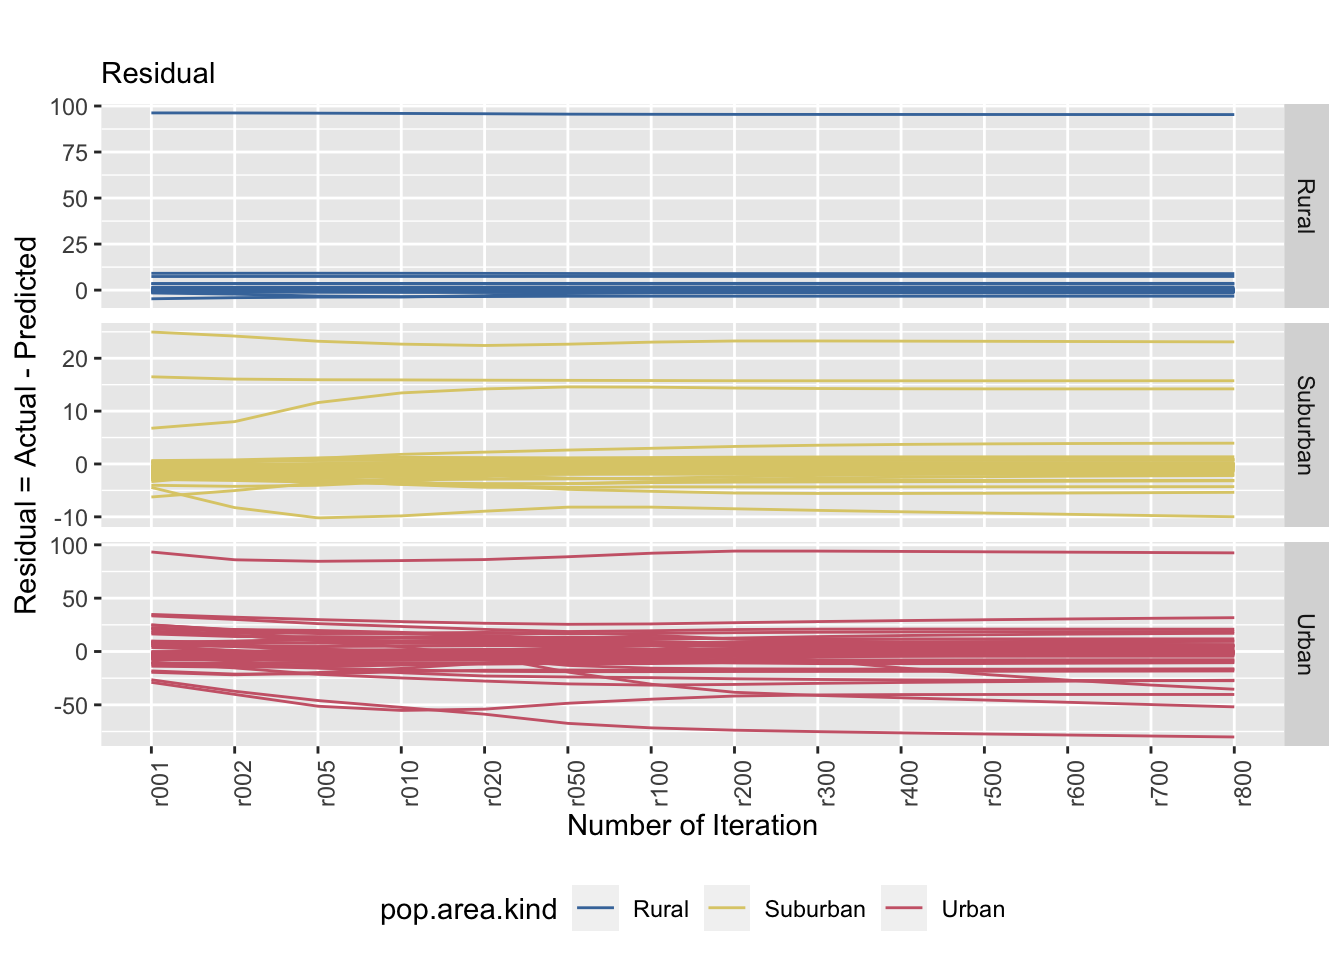 Residual
Residual = Actual - Predicted
100
75
50
25
0
Rural
20
10
0
-10
Suburban
100
50
0
-50
Urban
r001 r002 r005 r010 r020 r050 r100 r200 r300 r400 r500 r600 r700 r800
Number of Iteration
pop.area.kind Rural Suburban Urban